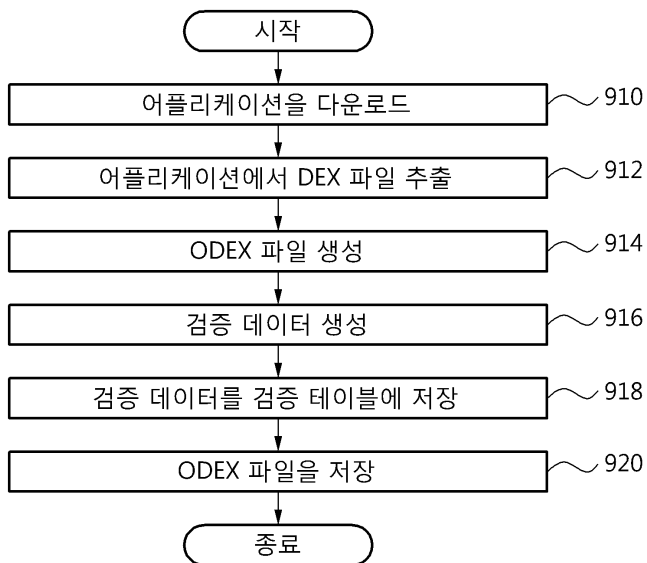 시작
어플리케이션을 다운로드
910
어플리케이션에서 DEX 파일 추출
912
ODEX 파일 생성
914
검증 데이터 생성
916
검증 데이터를 검증 테이블에 저장
918
ODEX 파일을 저장
920
종료